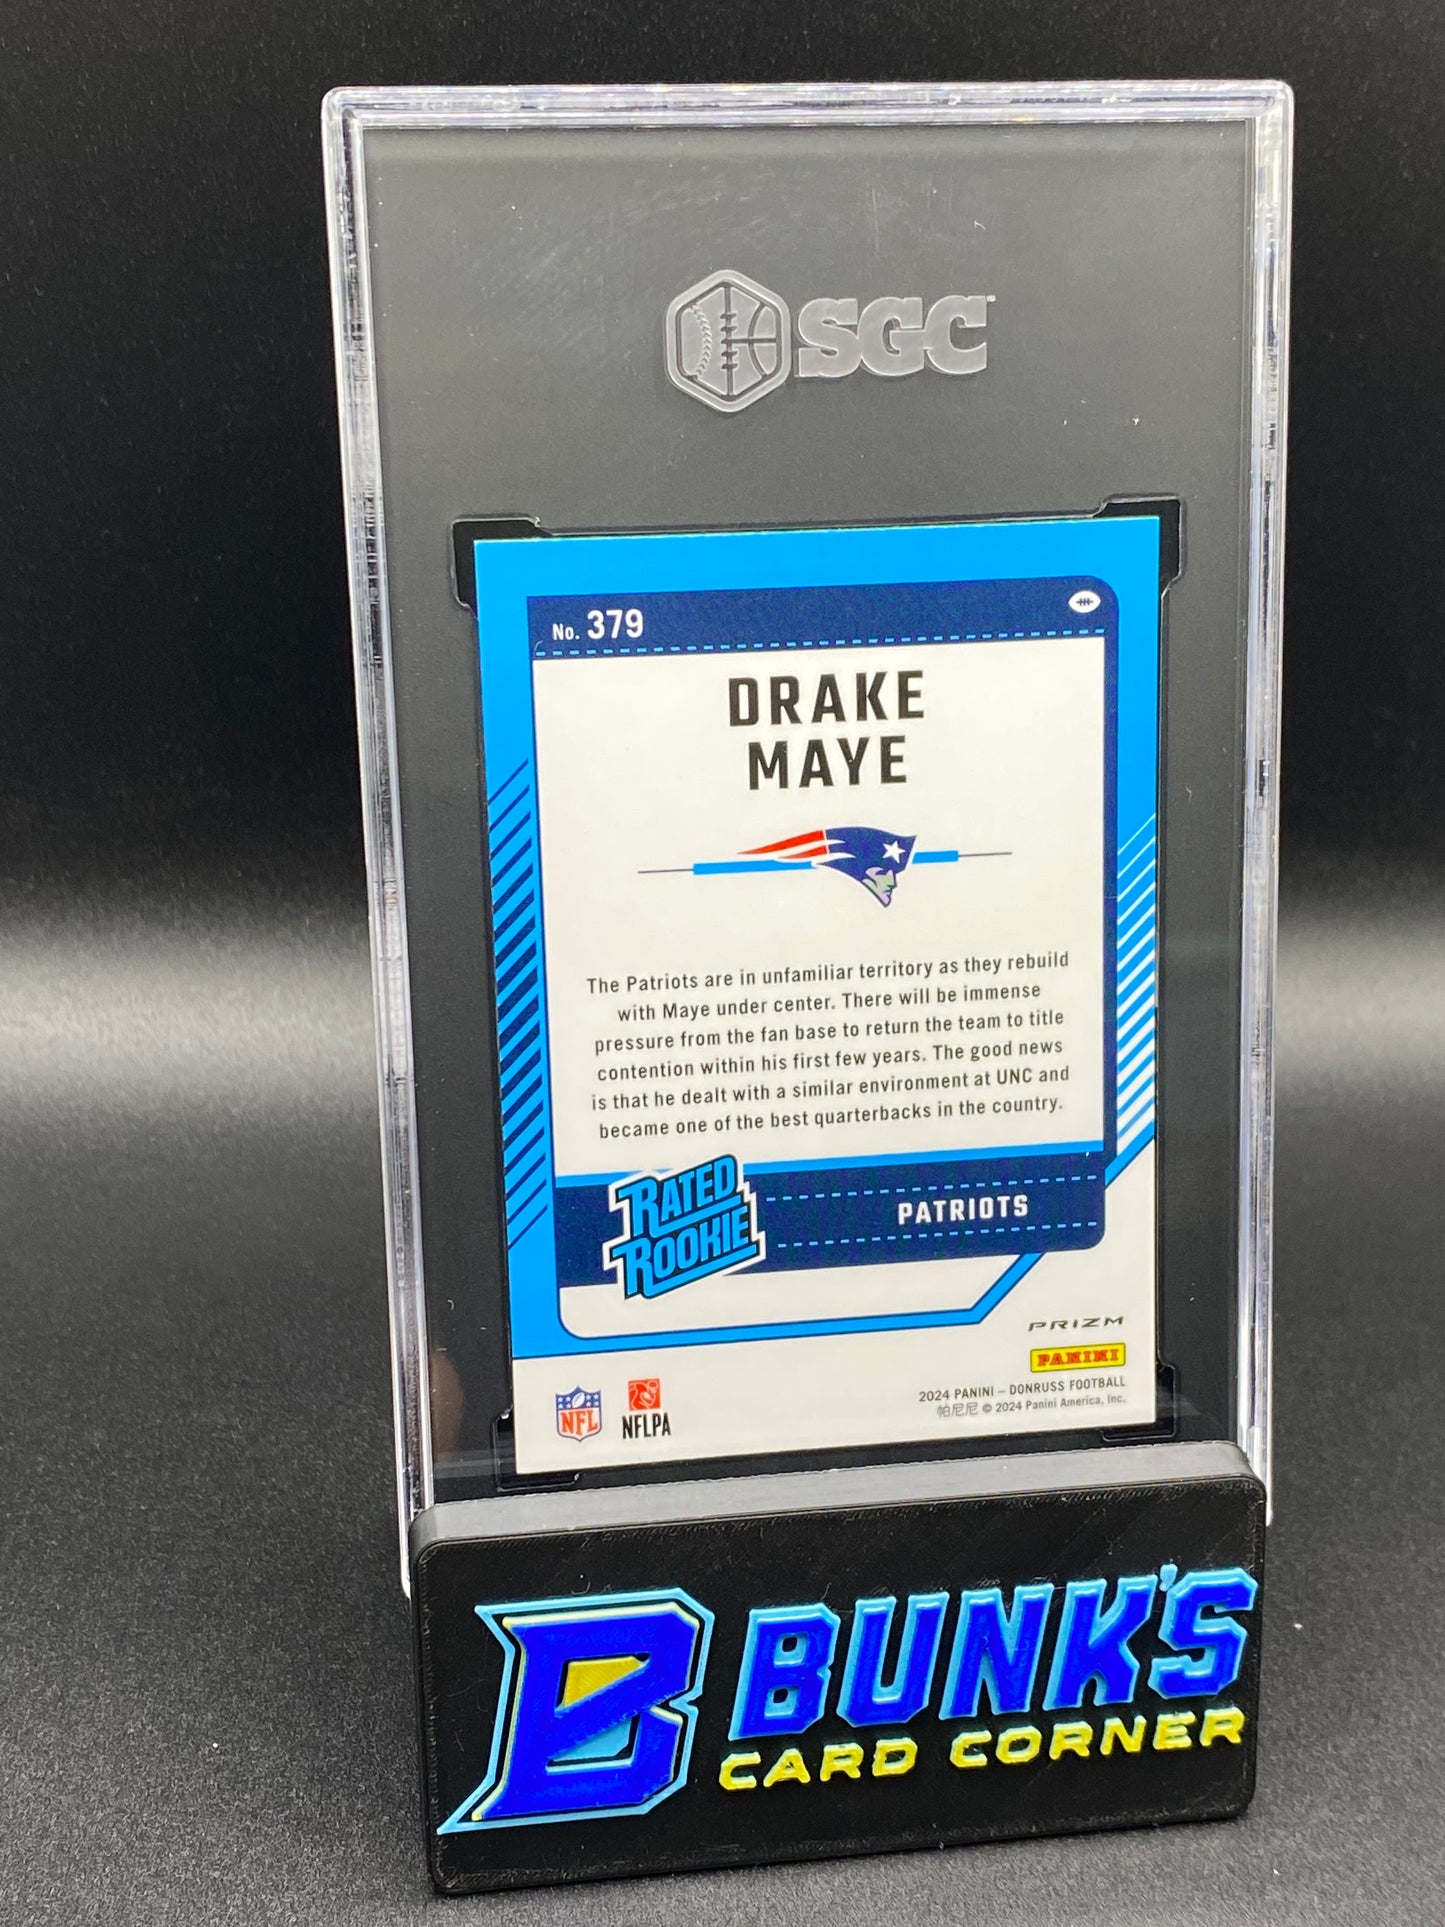 SGC
No. 379
DRAKE
MAYE
The Patriots are in unfamiliar territory as they rebuild
with Maye under center. There will be immense
pressure from the fan base to return the team to title
contention within his first few years. The good news
is that he dealt with a similar environment at UNC and
became one of the best quarterbacks in the country.
RATED
ROOKIE
PATRIOTS
PRIZM
PANINI
NFL
NFLPA
2024 PANINI – DONRUSS FOOTBALL
帕尼尼 © 2024 Panini America, Inc.
B
BUNK'S
CARD CORNER